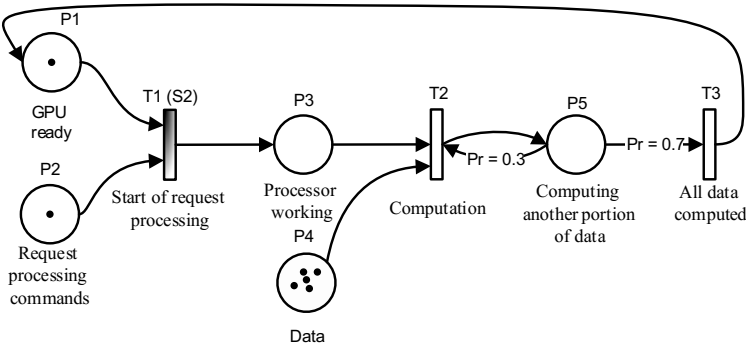 P1
GPU
ready
T1 (S2)
Start of request
processing
P2
Request
processing
commands
P3
Processor
working
P4
Data
T2
Computation
Pr = 0.3
P5
Computing
another portion
of data
Pr = 0.7
T3
All data
computed